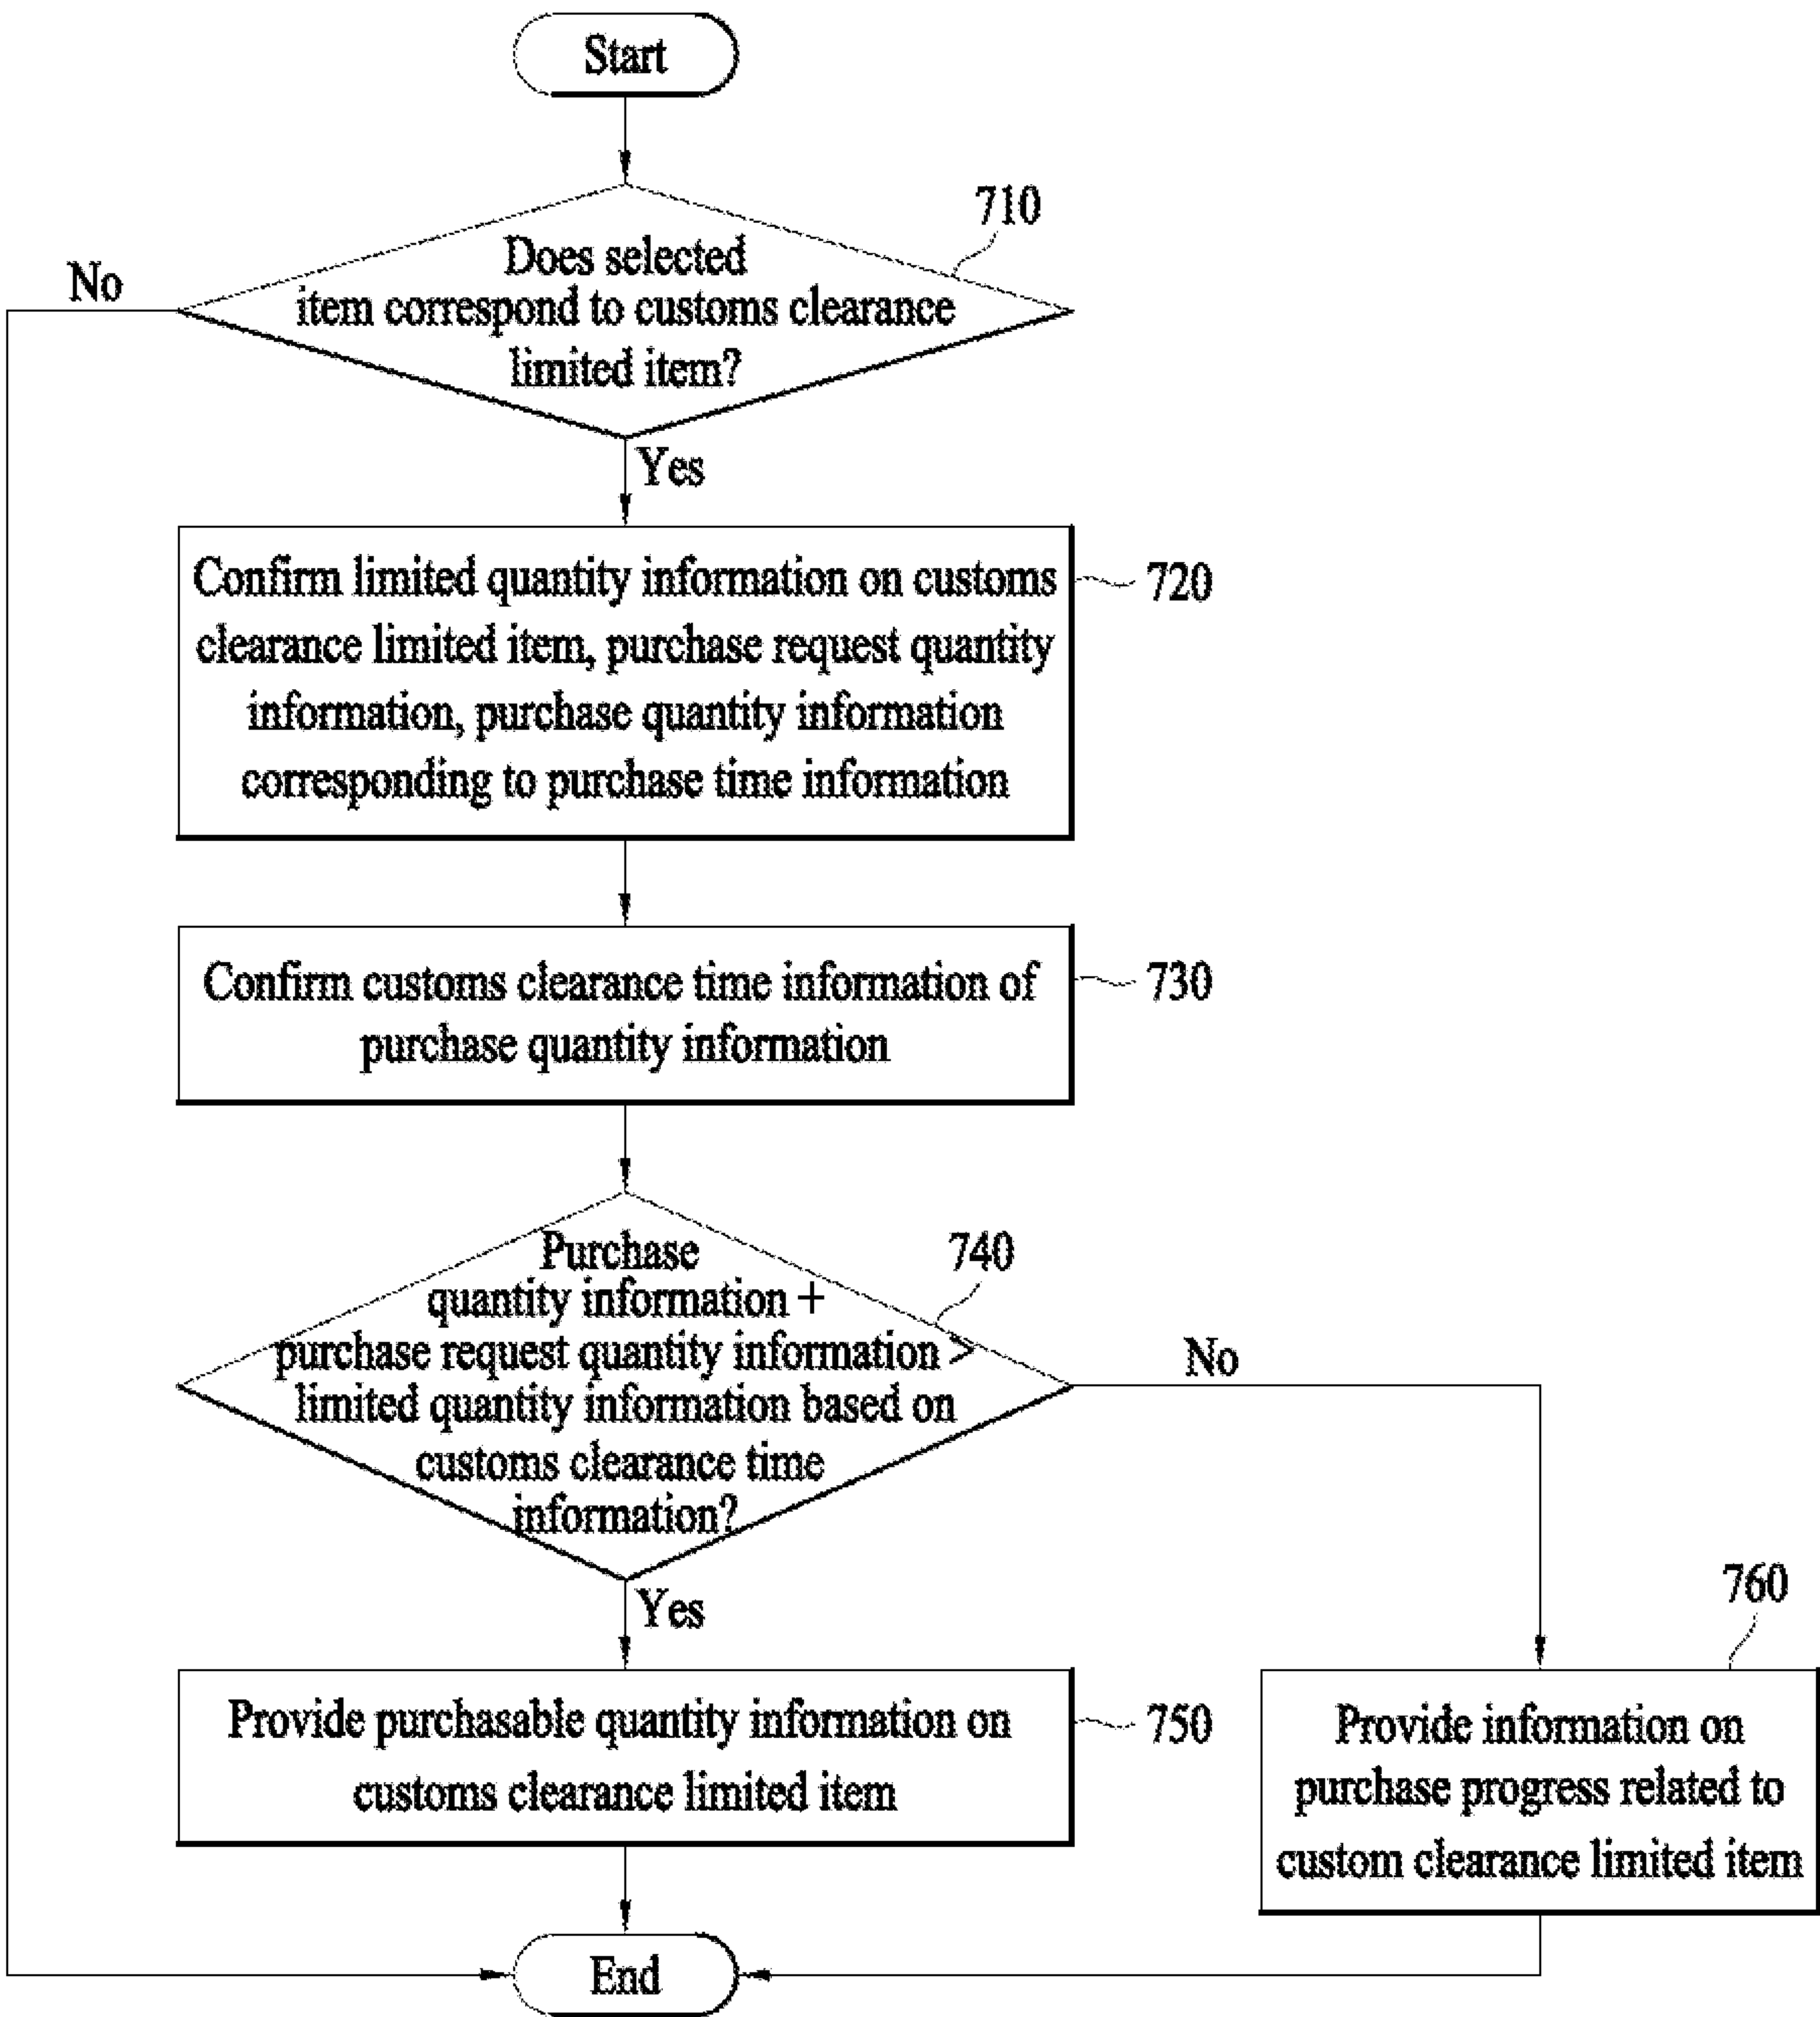 Start
710
Does selected
item correspond to customs clearance
limited item?
No
Yes
Confirm limited quantity information on customs
clearance limited item, purchase request quantity
information, purchase quantity information
corresponding to purchase time information
720
Confirm customs clearance time information of
purchase quantity information
730
Purchase
quantity information +
purchase request quantity information >
limited quantity information based on
customs clearance time
information?
740
No
Yes
Provide purchasable quantity information on
customs clearance limited item
750
760
Provide information on
purchase progress related to
custom clearance limited item
End